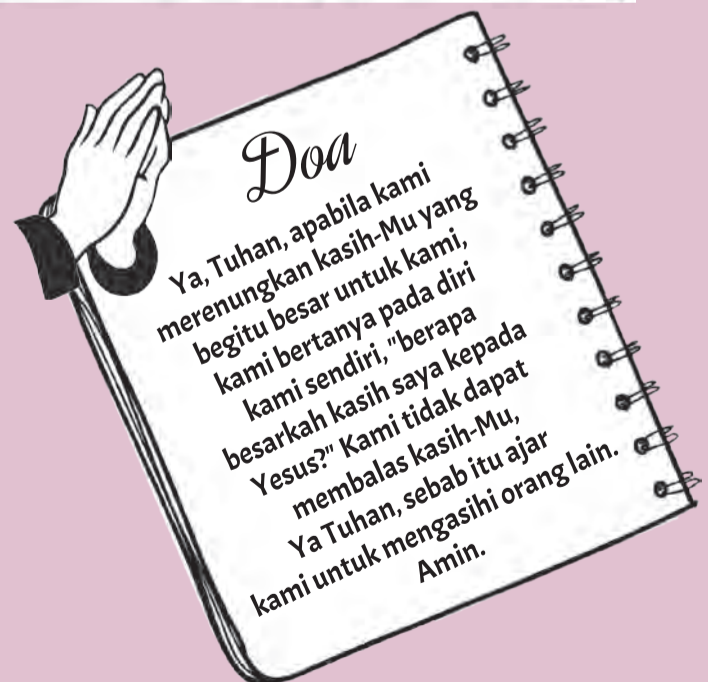 Doa
Ya, Tuhan, apabila kami
merenungkan kasih-Mu yang
begitu besar untuk kami,
kami bertanya pada diri
kami sendiri, "berapa
besarkah kasih saya kepada
Yesus?" Kami tidak dapat
membalas kasih-Mu,
Ya Tuhan, sebab itu ajar
kami untuk mengasihi orang lain.
Amin.